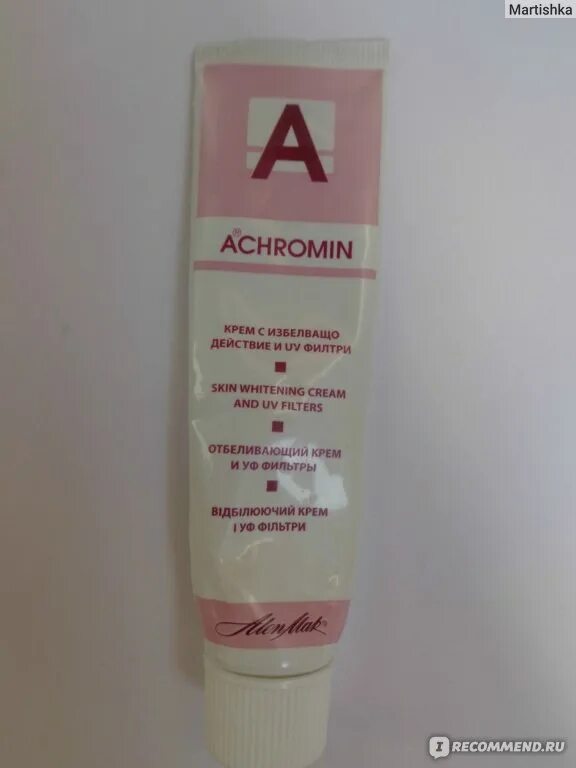 Martishka
A
ACHROMIN®
КРЕМ С ИЗБЕЛВАЩО
ДЕЙСТВИЕ И UV ФИЛТРИ
SKIN WHITENING CREAM
AND UV FILTERS
ОТБЕЛИВАЮЩИЙ КРЕМ
И УФ ФИЛЬТРЫ
ВІДБІЛЮЮЧИЙ КРЕМ
І УФ ФІЛЬТРИ
AlenMak®
I RECOMMEND.RU